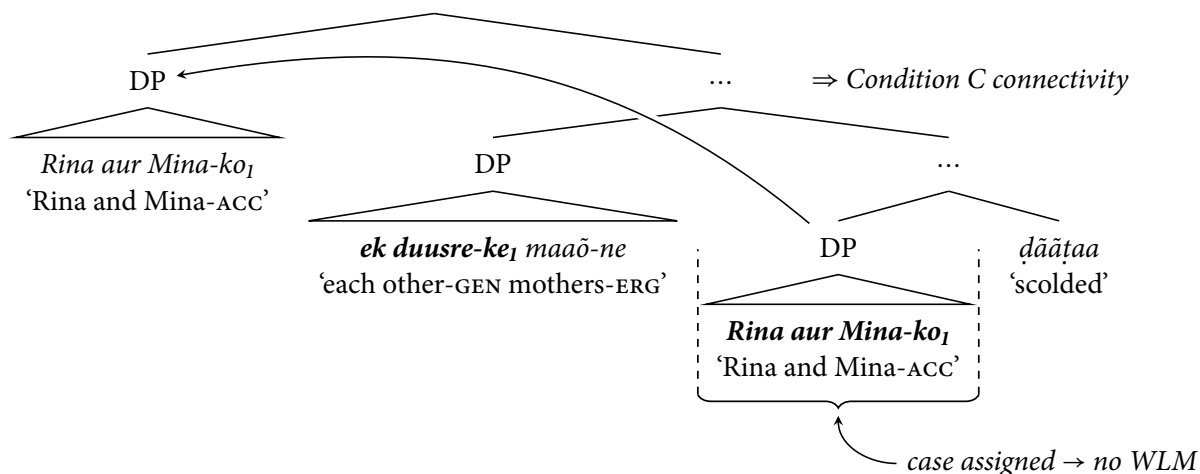 DP
... ⇒ Condition C connectivity
Rina aur Mina-ko1
‘Rina and Mina-ACC’
DP
...
ek duusre-ke1 maaõ-ne
‘each other-GEN mothers-ERG’
DP
ḍããṭaa
‘scolded’
Rina aur Mina-ko1
‘Rina and Mina-ACC’
case assigned → no WLM